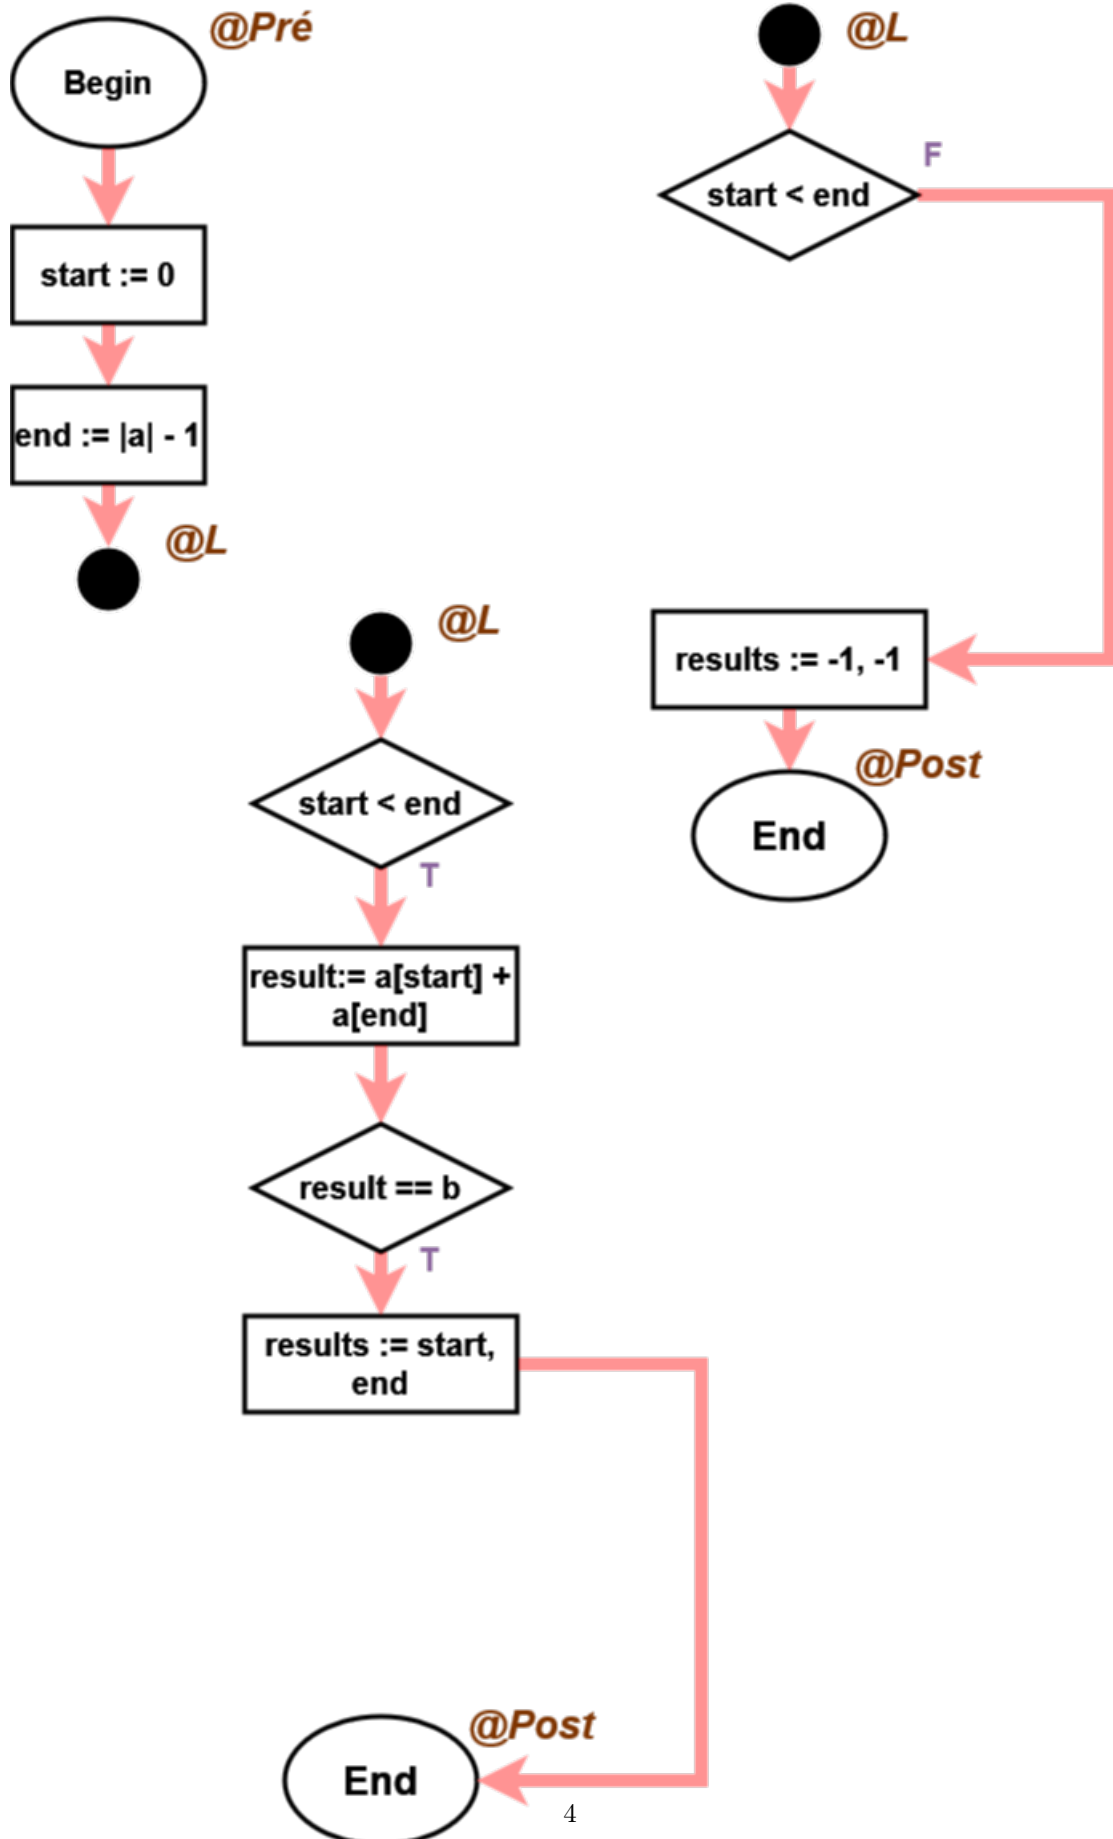 @Pré
Begin
start := 0
end := |a| - 1
@L
@L
start < end
T
result:= a[start] +
a[end]
result == b
T
results := start,
end
@Post
End
@L
start < end
F
results := -1, -1
@Post
End
4